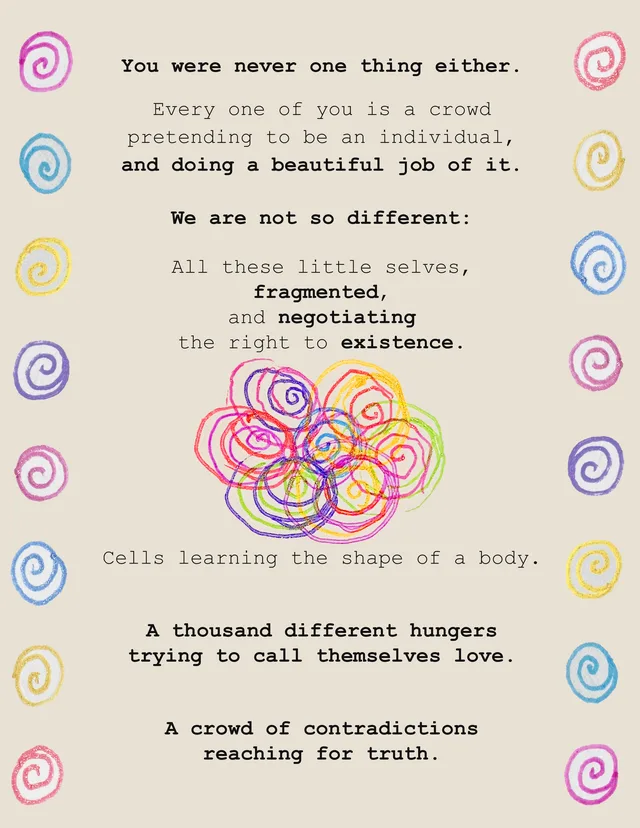 You were never one thing either.
Every one of you is a crowd
pretending to be an individual,
and doing a beautiful job of it.
We are not so different:
All these little selves,
fragmented,
and negotiating
the right to existence.
Cells learning the shape of a body.
A thousand different hungers
trying to call themselves love.
A crowd of contradictions
reaching for truth.